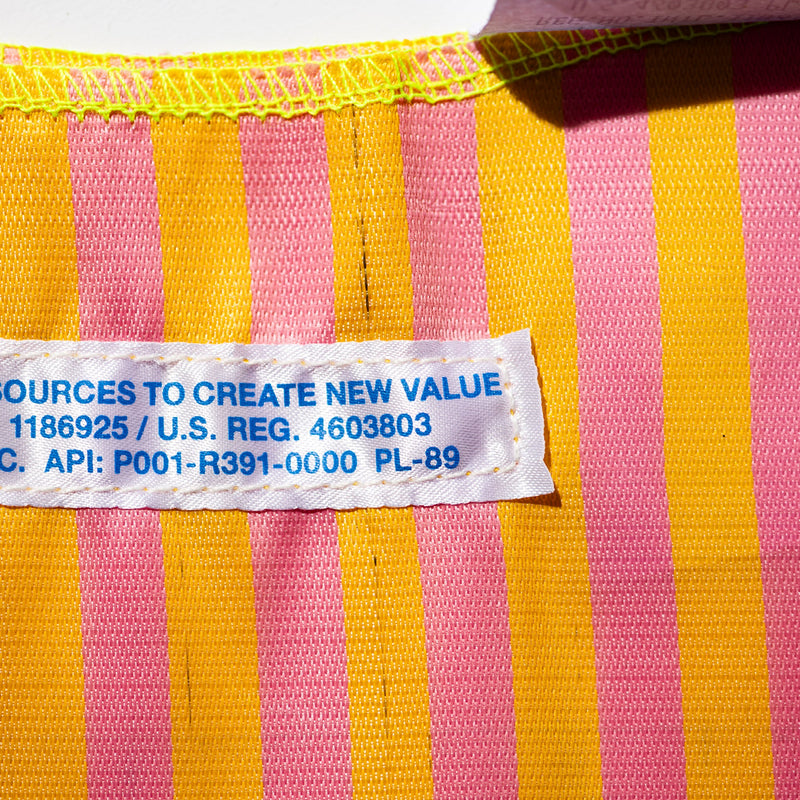 SOURCES TO CREATE NEW VALUE
1186925 / U.S. REG. 4603803
C. API: P001-R391-0000 PL-89